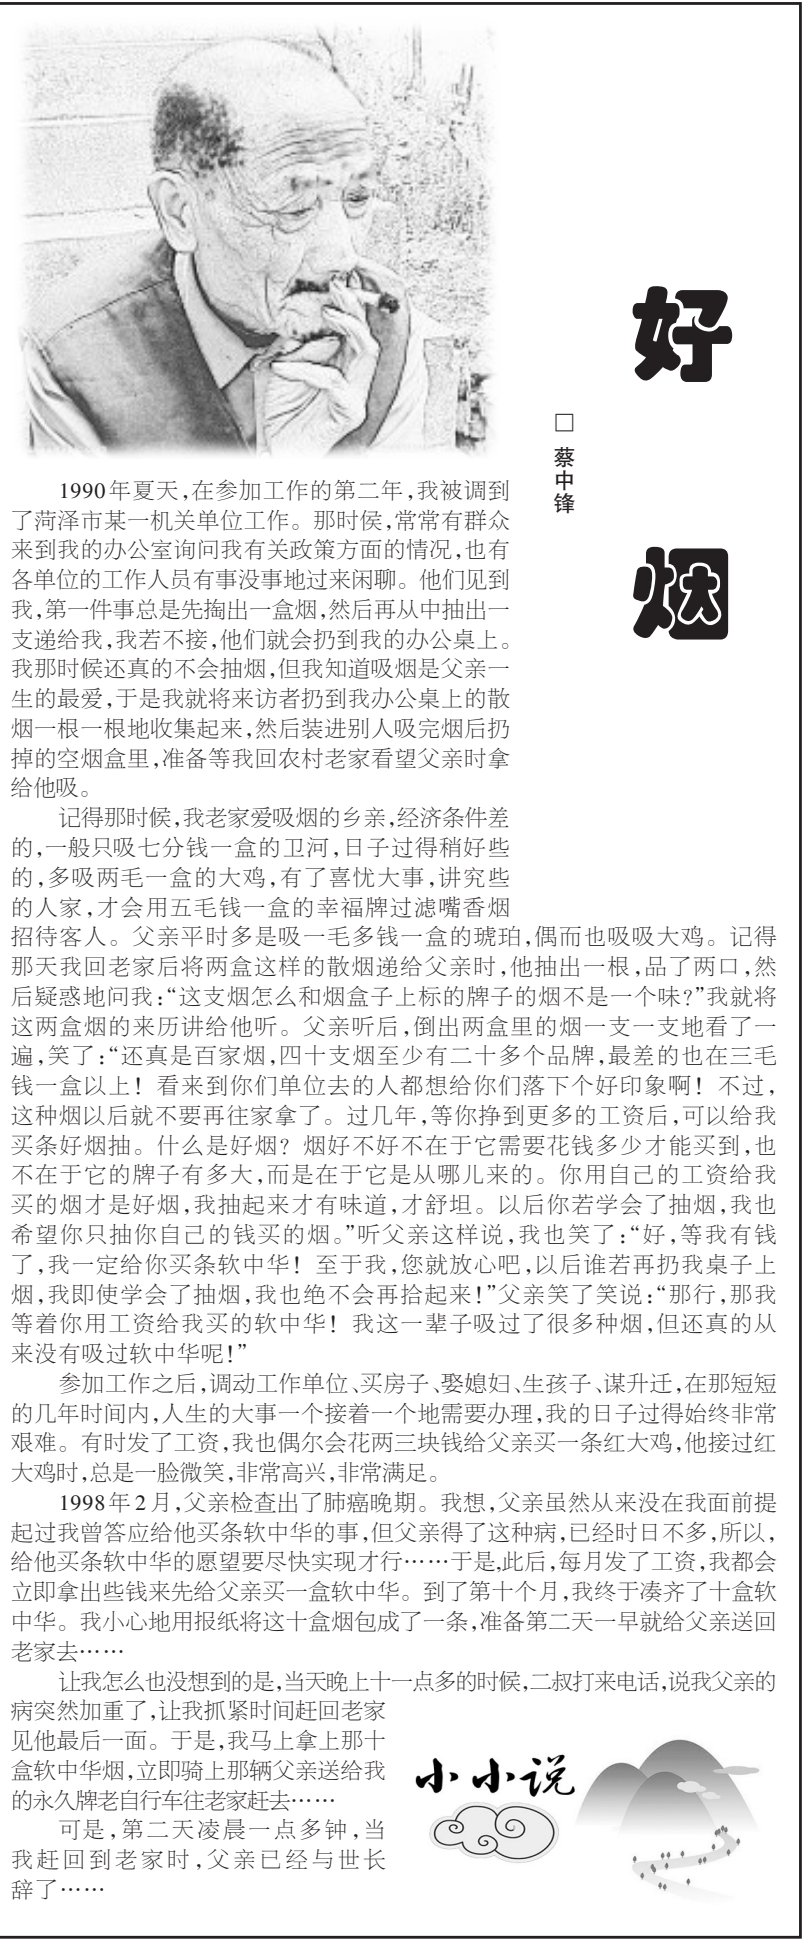 好烟
□ 蔡中锋
1990年夏天,在参加工作的第二年,我被调到
了菏泽市某一机关单位工作。那时侯,常常有群众
来到我的办公室询问我有关政策方面的情况,也有
各单位的工作人员有事没事地过来闲聊。他们见到
我,第一件事总是先掏出一盒烟,然后再从中抽出一
支递给我,我若不接,他们就会扔到我的办公桌上。
我那时候还真的不会抽烟,但我知道吸烟是父亲一
生的最爱,于是我就将来访者扔到我办公桌上的散
烟一根一根地收集起来,然后装进别人吸完烟后扔
掉的空烟盒里,准备等我回农村老家看望父亲时拿
给他吸。
记得那时候,我老家爱吸烟的乡亲,经济条件差
的,一般只吸七分钱一盒的卫河,日子过得稍好些
的,多吸两毛一盒的大鸡,有了喜忧大事,讲究些
的人家,才会用五毛钱一盒的幸福牌过滤嘴香烟
招待客人。父亲平时多是吸一毛多钱一盒的琥珀,偶而也吸吸大鸡。记得
那天我回老家后将两盒这样的散烟递给父亲时,他抽出一根,品了两口,然
后疑惑地问我:“这支烟怎么和烟盒子上标的牌子的烟不是一个味?”我就将
这两盒烟的来历讲给他听。父亲听后,倒出两盒里的烟一支一支地看了一
遍,笑了:“还真是百家烟,四十支烟至少有二十多个品牌,最差的也在三毛
钱一盒以上！看来到你们单位去的人都想给你们落下个好印象啊！不过,
这种烟以后就不要再往家拿了。过几年,等你挣到更多的工资后,可以给我
买条好烟抽。什么是好烟？烟好不好不在于它需要花钱多少才能买到,也
不在于它的牌子有多大,而是在于它是从哪儿来的。你用自己的工资给我
买的烟才是好烟,我抽起来才有味道,才舒坦。以后你若学会了抽烟,我也
希望你只抽你自己的钱买的烟。”听父亲这样说,我也笑了:“好,等我有钱
了,我一定给你买条软中华！至于我,您就放心吧,以后谁若再扔我桌子上
烟,我即使学会了抽烟,我也绝不会再拾起来!”父亲笑了笑说:“那行,那我
等着你用工资给我买的软中华！我这一辈子吸过了很多种烟,但还真的从
来没有吸过软中华呢!”
参加工作之后,调动工作单位、买房子、娶媳妇、生孩子、谋升迁,在那短短
的几年时间内,人生的大事一个接着一个地需要办理,我的日子过得始终非常
艰难。有时发了工资,我也偶尔会花两三块钱给父亲买一条红大鸡,他接过红
大鸡时,总是一脸微笑,非常高兴,非常满足。
1998年2月,父亲检查出了肺癌晚期。我想,父亲虽然从来没在我面前提
起过我曾答应给他买条软中华的事,但父亲得了这种病,已经时日不多,所以,
给他买条软中华的愿望要尽快实现才行……于是,此后,每月发了工资,我都会
立即拿出些钱来先给父亲买一盒软中华。到了第十个月,我终于凑齐了十盒软
中华。我小心地用报纸将这十盒烟包成了一条,准备第二天一早就给父亲送回
老家去……
让我怎么也没想到的是,当天晚上十一点多的时候,二叔打来电话,说我父亲的
病突然加重了,让我抓紧时间赶回老家
见他最后一面。于是,我马上拿上那十
盒软中华烟,立即骑上那辆父亲送给我
的永久牌老自行车往老家赶去……
可是,第二天凌晨一点多钟,当
我赶回到老家时,父亲已经与世长
辞了……
小小说